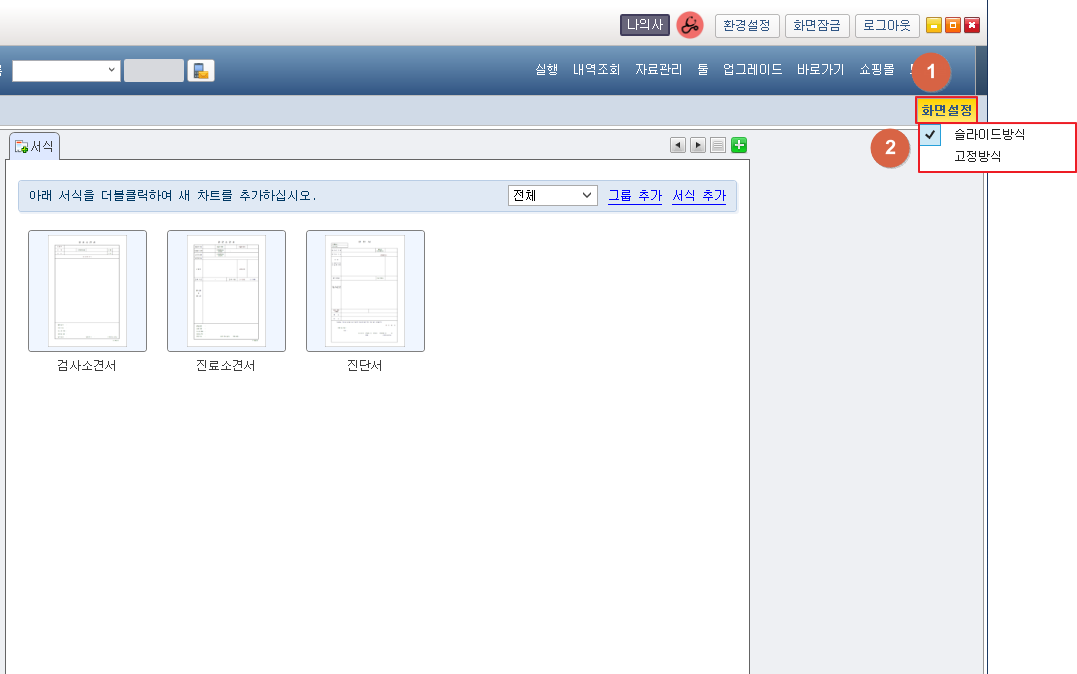 나의사 환경설정 화면잠금 로그아웃
실행 내역조회 자료관리 툴 업그레이드 바로가기 쇼핑몰
1
화면설정
2
슬라이드방식
고정방식
서식
아래 서식을 더블클릭하여 새 차트를 추가하십시오. 전체 그룹 추가 서식 추가
검사소견서 진료소견서 진단서